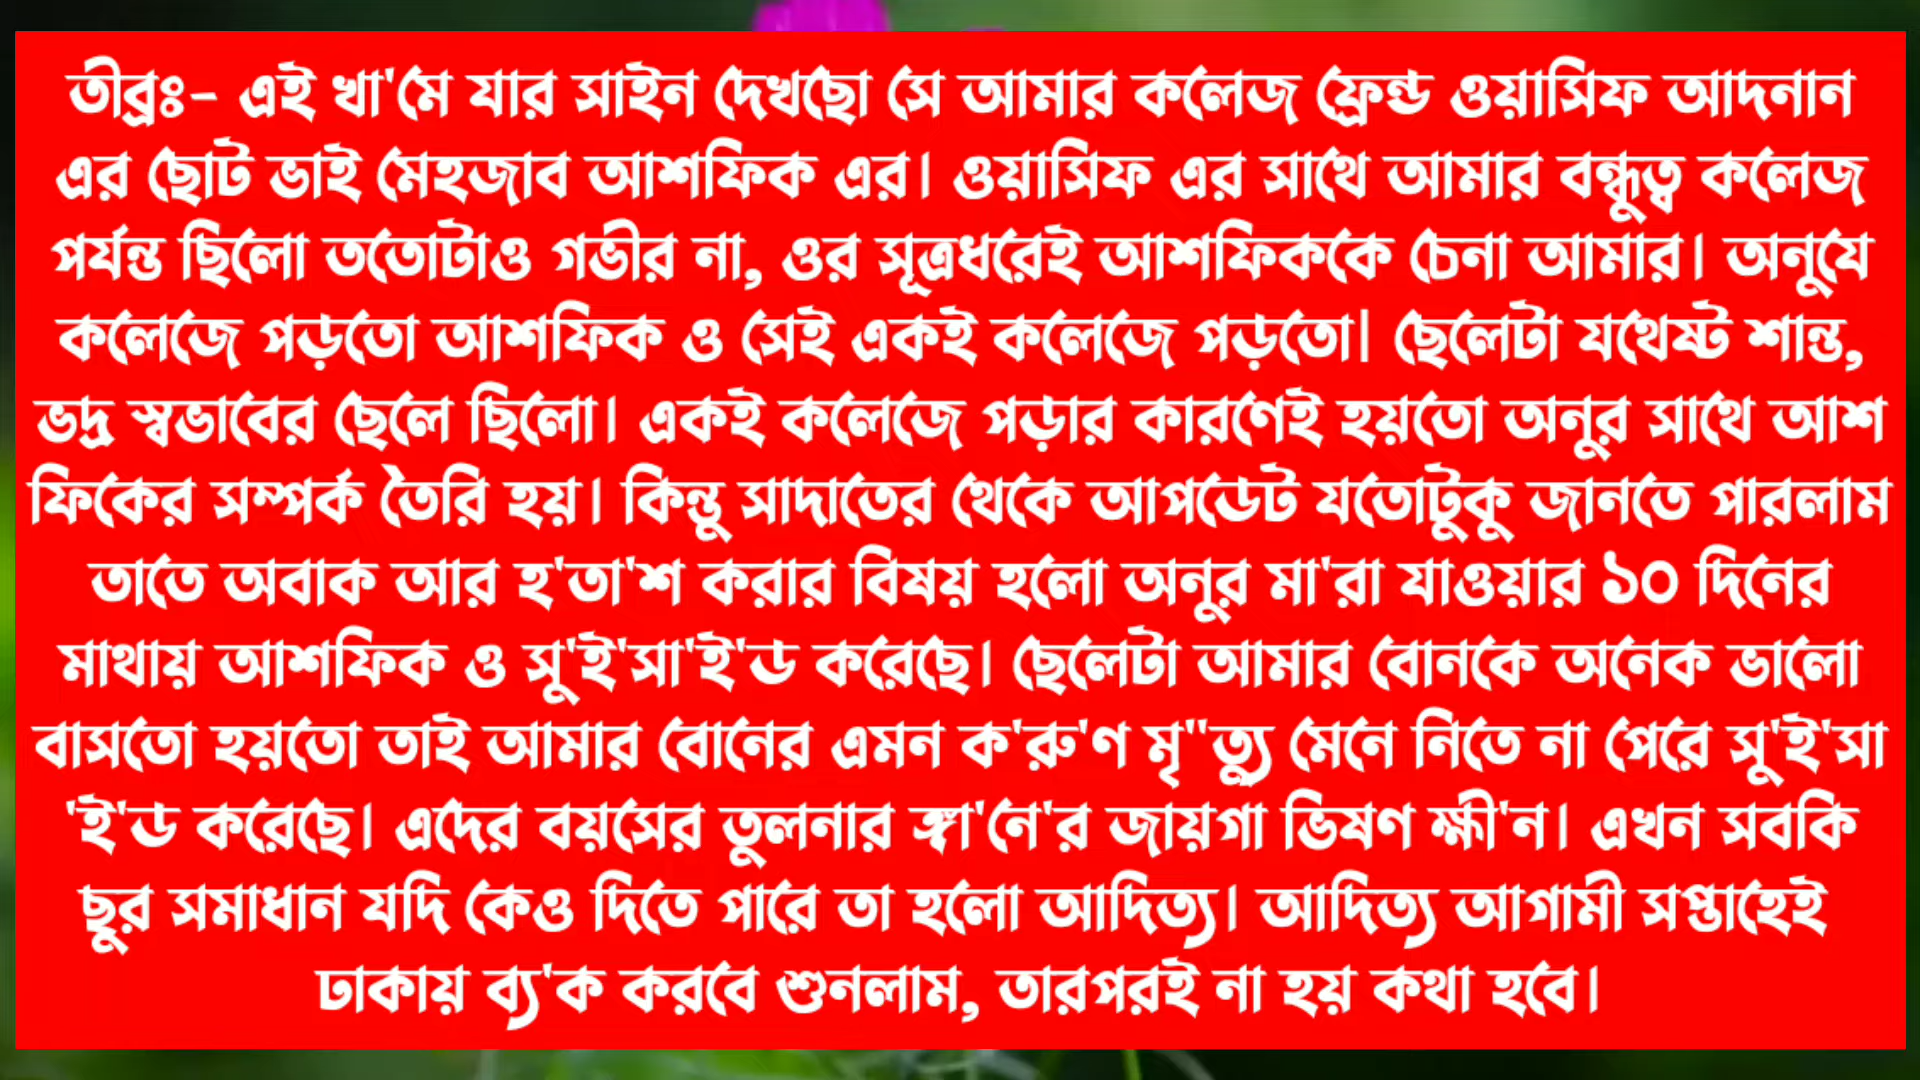 তীব্রঃ- এই খা'মে যার সাইন দেখছো সে আমার কলেজ ফ্রেন্ড ওয়াসিফ আদনান
এর ছোট ভাই মেহজাব আশফিক এর। ওয়াসিফ এর সাথে আমার বন্ধুত্ব কলেজ
পর্যন্ত ছিলো ততোটাও গভীর না, ওর সূত্রধরেই আশফিককে চেনা আমার। অনুযে
কলেজে পড়তো আশফিক ও সেই একই কলেজে পড়তো। ছেলেটা যথেষ্ট শান্ত,
ভদ্র স্বভাবের ছেলে ছিলো। একই কলেজে পড়ার কারণেই হয়তো অনুর সাথে আশ
ফিকের সম্পর্ক তৈরি হয়। কিন্তু সাদাতের থেকে আপডেট যতোটুকু জানতে পারলাম
তাতে অবাক আর হ'তা'শ করার বিষয় হলো অনুর মা'রা যাওয়ার ১০ দিনের
মাথায় আশফিক ও সু'ই'সা'ই'ড করেছে। ছেলেটা আমার বোনকে অনেক ভালো
বাসতো হয়তো তাই আমার বোনের এমন ক'রু'ণ মৃ"ত্যু মেনে নিতে না পেরে সু'ই'সা
'ই'ড করেছে। এদের বয়সের তুলনার জ্ঞা'নে'র জায়গা ভিষণ ক্ষী'ন। এখন সবকি
ছুর সমাধান যদি কেও দিতে পারে তা হলো আদিত্য। আদিত্য আগামী সপ্তাহেই
ঢাকায় ব্য'ক করবে শুনলাম, তারপরই না হয় কথা হবে।